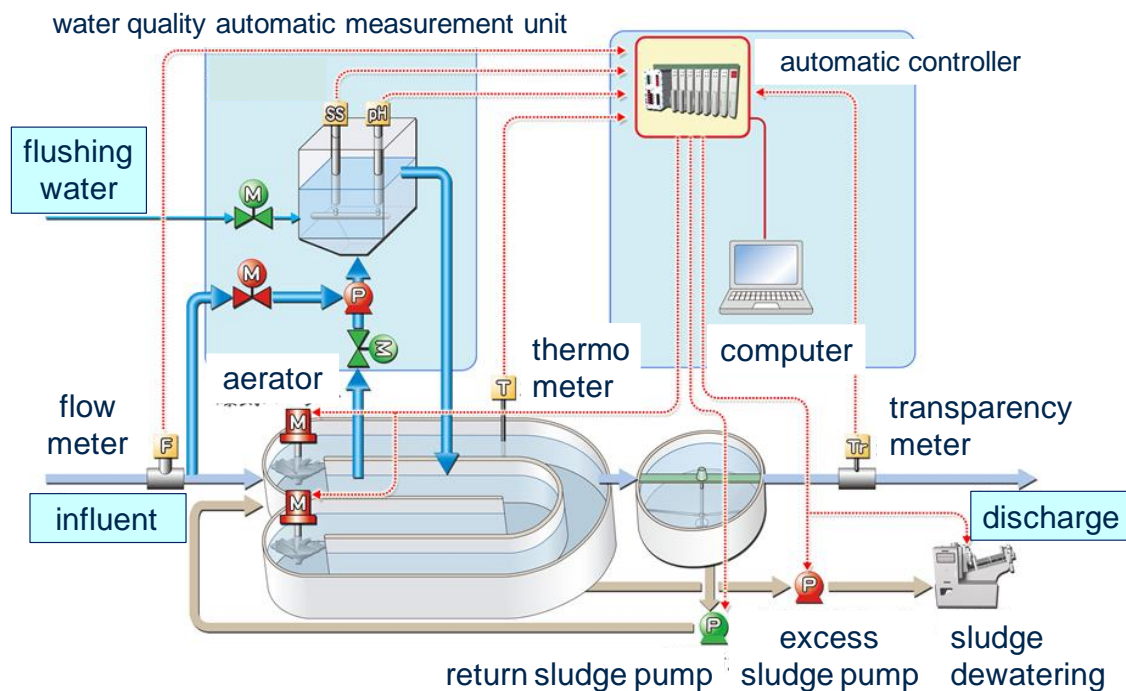 water quality automatic measurement unit
automatic controller
SS
pH
flushing
water
M
M
P
M
thermo
meter
computer
aerator
flow
meter
transparency
meter
T
M
F
Tr
M
influent
discharge
P
P
excess
sludge pump
sludge
dewatering
return sludge pump